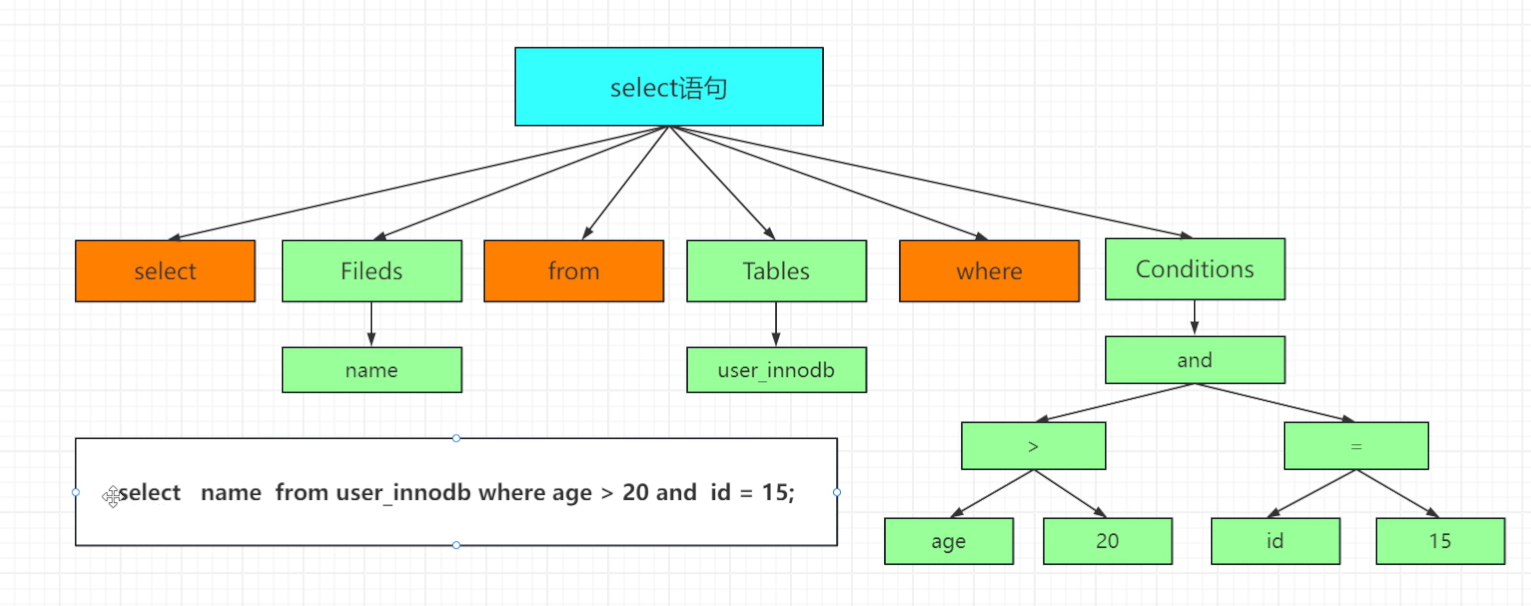 select语句
select
Fileds
from
Tables
where
Conditions
name
user_innodb
and
>
=
age
20
id
15
select name from user_innodb where age > 20 and id = 15;